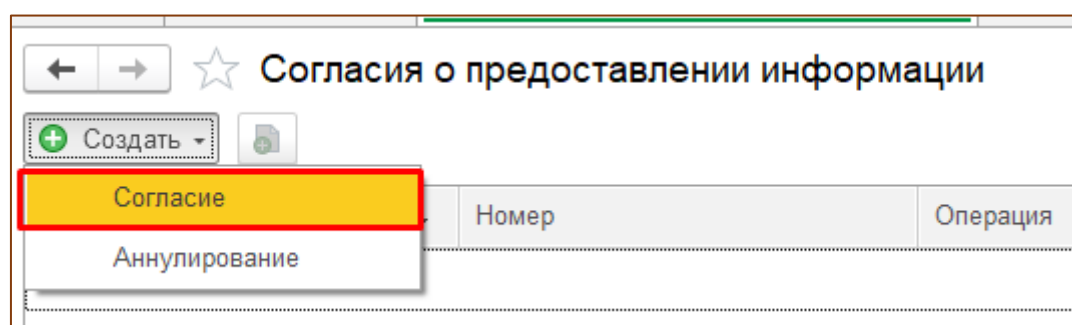 Согласия о предоставлении информации
Создать
Согласие
Номер
Операция
Аннулирование